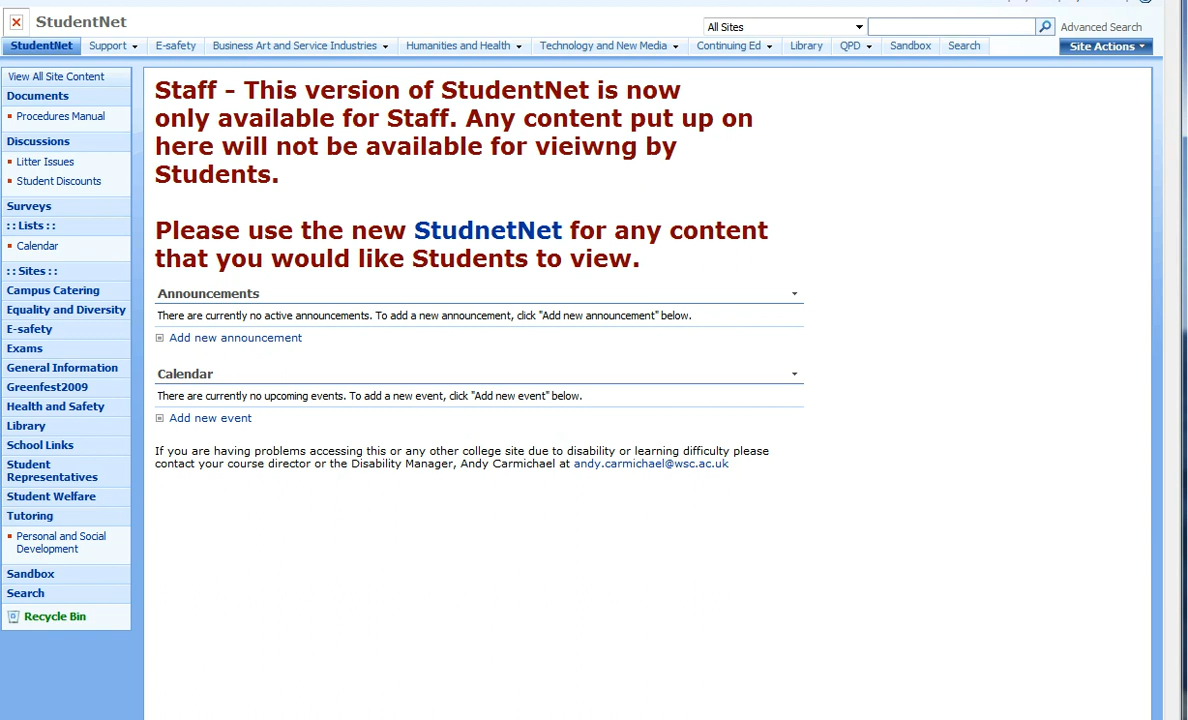 StudentNet
All Sites
Advanced Search
StudentNet Support E-safety Business Art and Service Industries Humanities and Health Technology and New Media Continuing Ed Library QPD Sandbox Search Site Actions
View All Site Content
Documents
Procedures Manual
Discussions
Litter Issues
Student Discounts
Surveys
:: Lists ::
Calendar
:: Sites ::
Campus Catering
Equality and Diversity
E-safety
Exams
General Information
Greenfest2009
Health and Safety
Library
School Links
Student
Representatives
Student Welfare
Tutoring
Personal and Social
Development
Sandbox
Search
Recycle Bin
Staff - This version of StudentNet is now
only available for Staff. Any content put up on
here will not be available for vieiwng by
Students.
Please use the new StudnetNet for any content
that you would like Students to view.
Announcements
There are currently no active announcements. To add a new announcement, click "Add new announcement" below.
Add new announcement
Calendar
There are currently no upcoming events. To add a new event, click "Add new event" below.
Add new event
If you are having problems accessing this or any other college site due to disability or learning difficulty please
contact your course director or the Disability Manager, Andy Carmichael at andy.carmichael@wsc.ac.uk